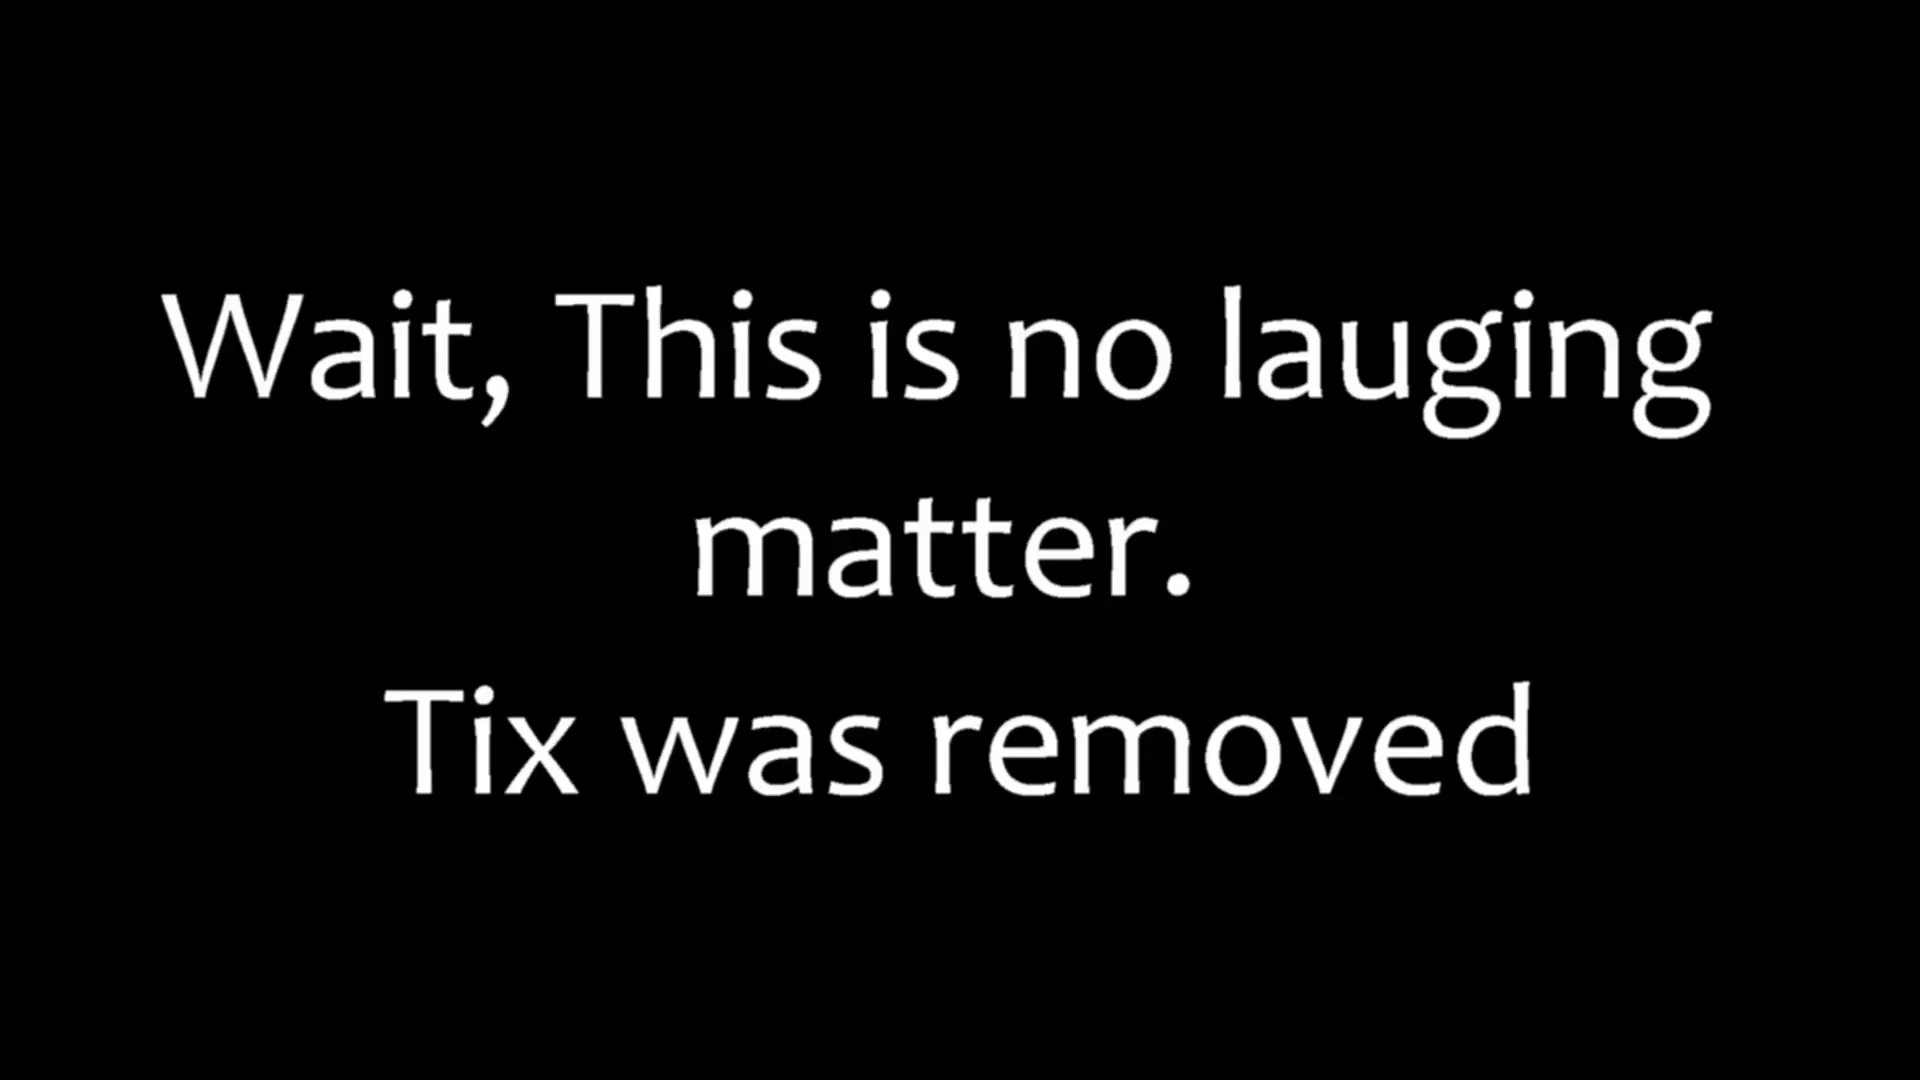 Wait, This is no lauging
matter.
Tix was removed